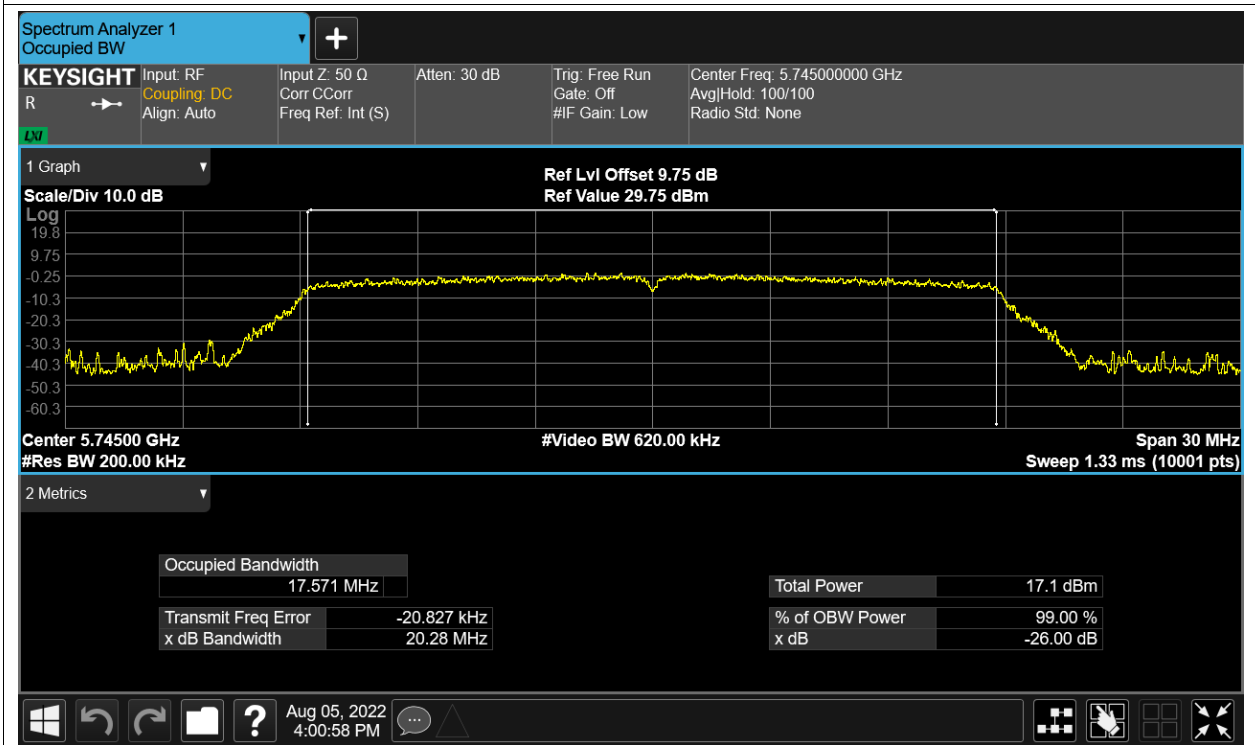 Spectrum Analyzer 1
Occupied BW
KEYSIGHT
R
LXI
Input: RF
Coupling: DC
Align: Auto
Input Z: 50 Ω
Corr CCorr
Freq Ref: Int (S)
Atten: 30 dB
Trig: Free Run
Gate: Off
#IF Gain: Low
Center Freq: 5.745000000 GHz
Avg|Hold: 100/100
Radio Std: None
1 Graph
Scale/Div 10.0 dB
Ref Lvl Offset 9.75 dB
Ref Value 29.75 dBm
Log
19.8
9.75
-0.25
-10.3
-20.3
-30.3
-40.3
-50.3
-60.3
Center 5.74500 GHz
#Video BW 620.00 kHz
Span 30 MHz
#Res BW 200.00 kHz
Sweep 1.33 ms (10001 pts)
2 Metrics
Occupied Bandwidth
17.571 MHz
Total Power 17.1 dBm
Transmit Freq Error -20.827 kHz
% of OBW Power 99.00 %
x dB Bandwidth 20.28 MHz
x dB -26.00 dB
?
Aug 05, 2022
4:00:58 PM